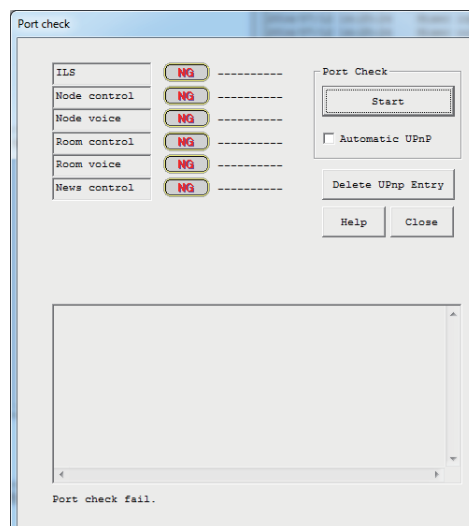 Port check
ILS NG ----------
Node control NG ----------
Node voice NG ----------
Room control NG ----------
Room voice NG ----------
News control NG ----------
Port Check
Start
Automatic UPnP
Delete UPnp Entry
Help Close
Port check fail.